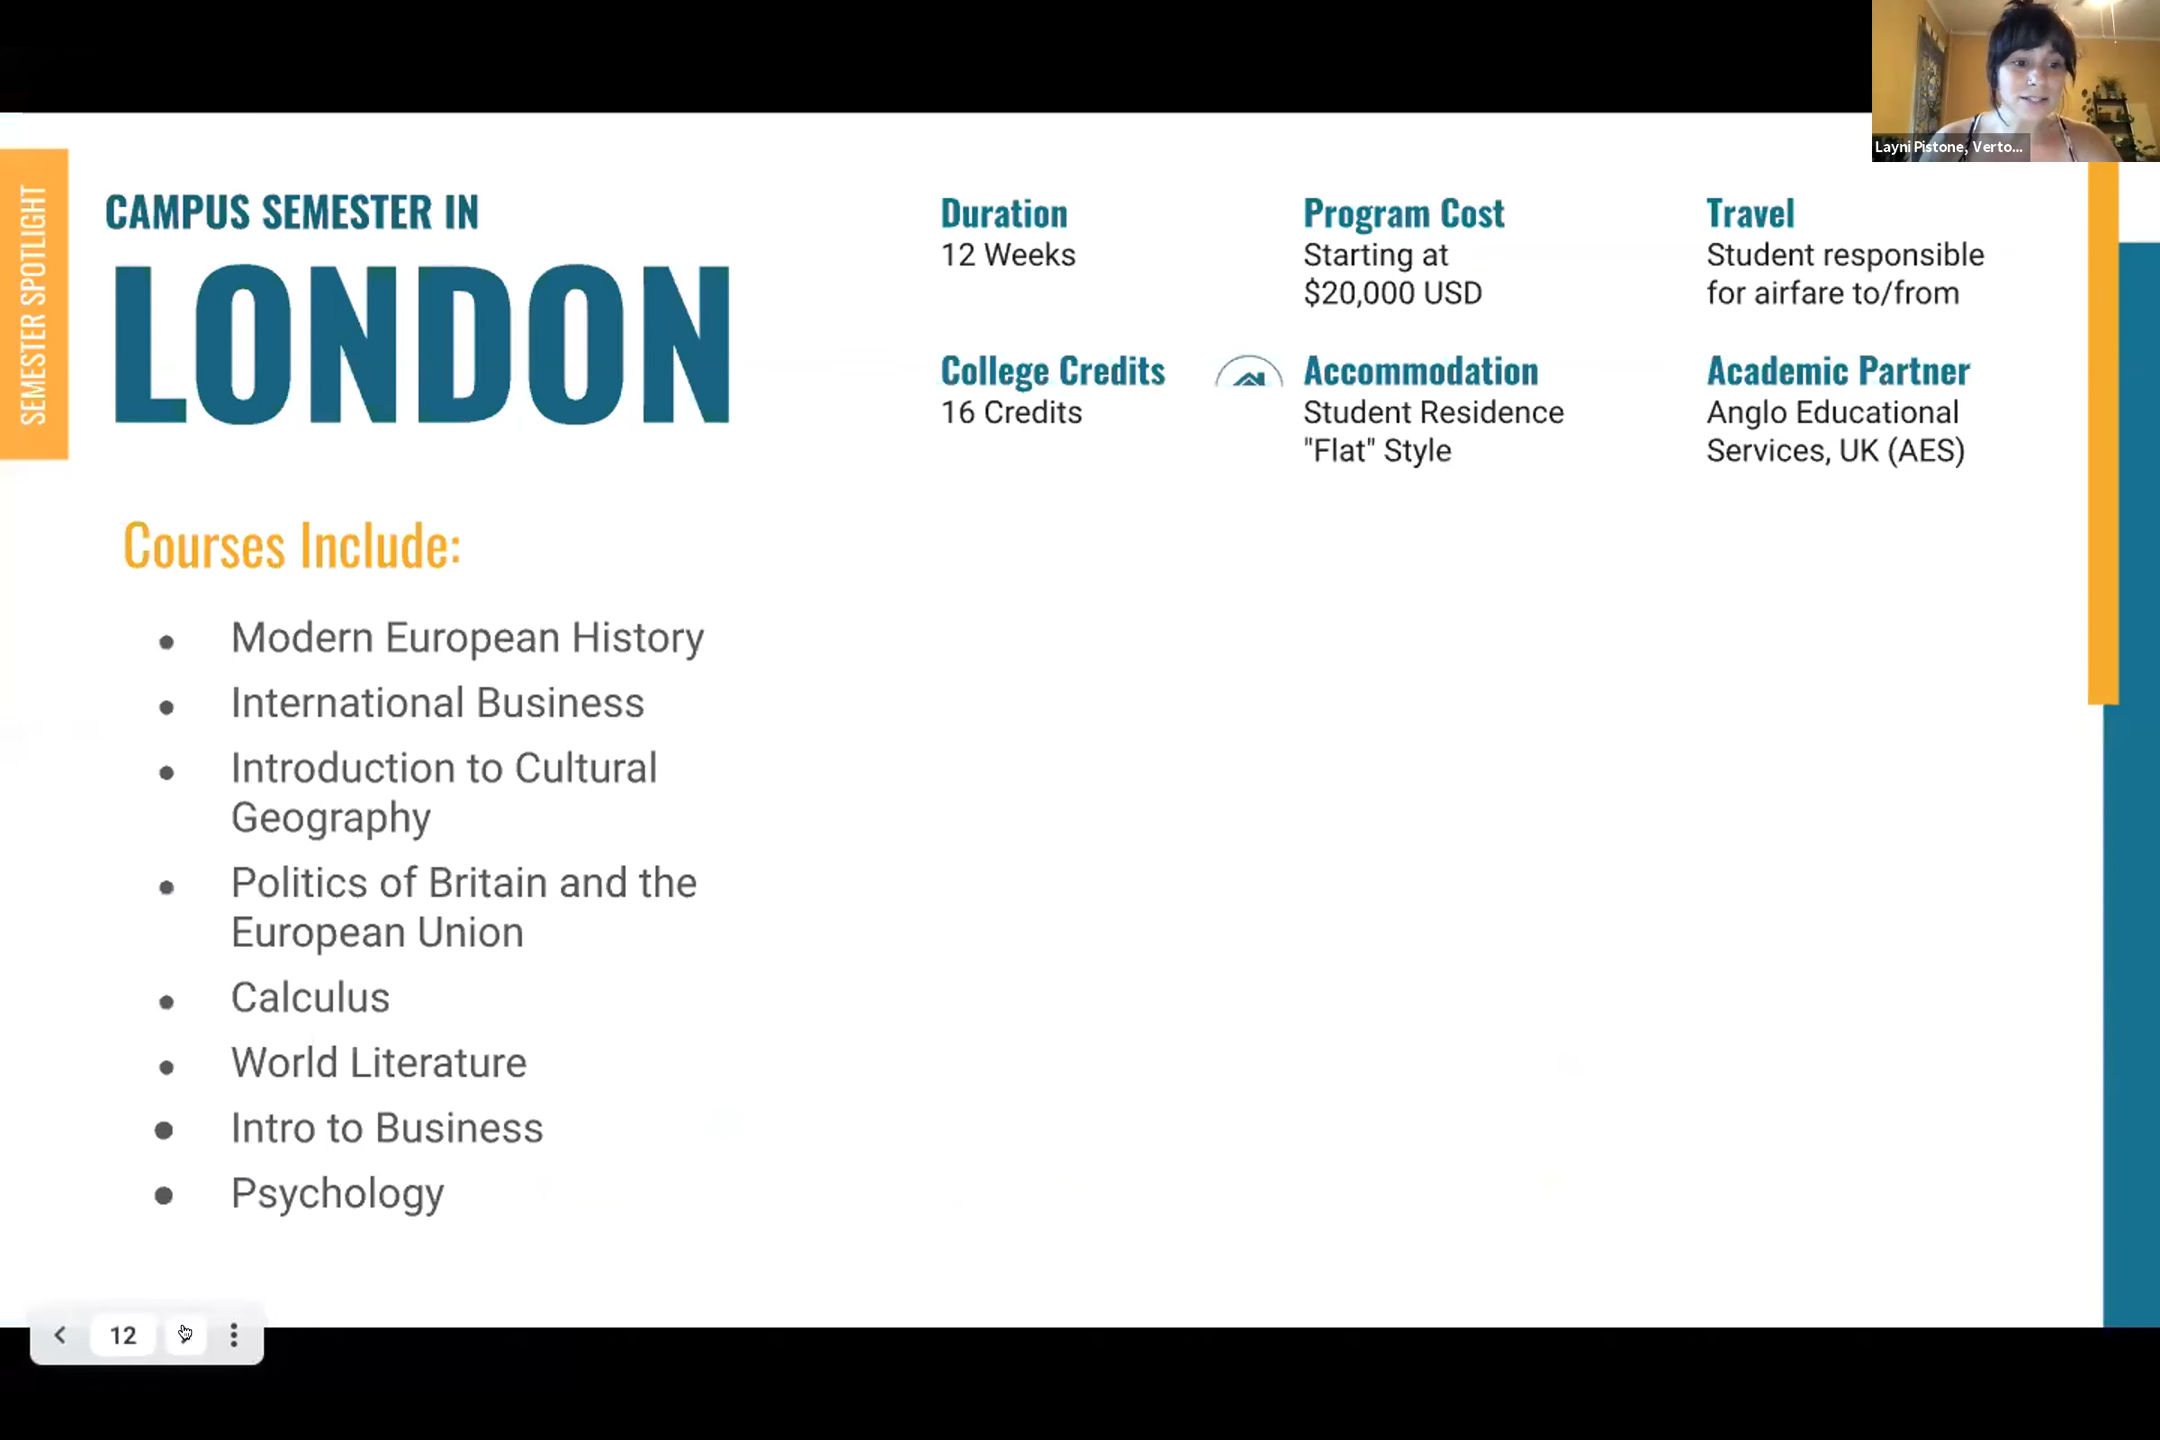 Layni Pistone, Verto...
SEMESTER SPOTLIGHT
CAMPUS SEMESTER IN
LONDON
Duration
12 Weeks
Program Cost
Starting at
$20,000 USD
Travel
Student responsible
for airfare to/from
College Credits
16 Credits
Accommodation
Student Residence
"Flat" Style
Academic Partner
Anglo Educational
Services, UK (AES)
Courses Include:
• Modern European History
• International Business
• Introduction to Cultural
Geography
• Politics of Britain and the
European Union
• Calculus
• World Literature
• Intro to Business
• Psychology
12